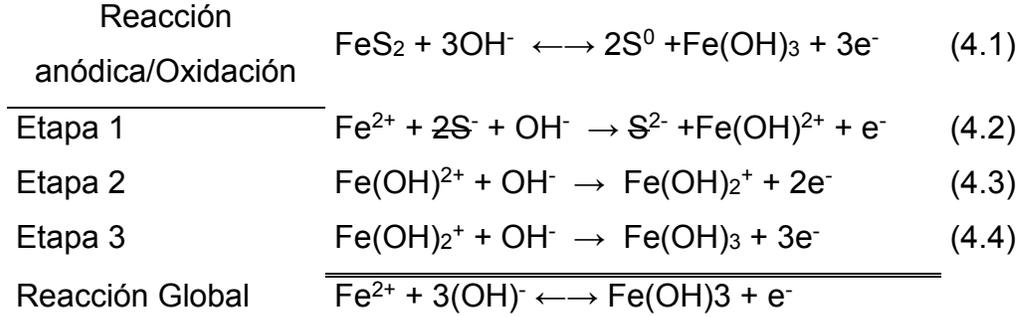 Reacción
anódica/Oxidación
FeS₂ + 3OH⁻ ←→ 2S⁰ +Fe(OH)₃ + 3e⁻ (4.1)
Etapa 1 Fe²⁺ + 2S⁻ + OH⁻ → S²⁻ +Fe(OH)²⁺ + e⁻ (4.2)
Etapa 2 Fe(OH)²⁺ + OH⁻ → Fe(OH)₂⁺ + 2e⁻ (4.3)
Etapa 3 Fe(OH)₂⁺ + OH⁻ → Fe(OH)₃ + 3e⁻ (4.4)
Reacción Global Fe²⁺ + 3(OH)⁻ ←→ Fe(OH)3 + e⁻